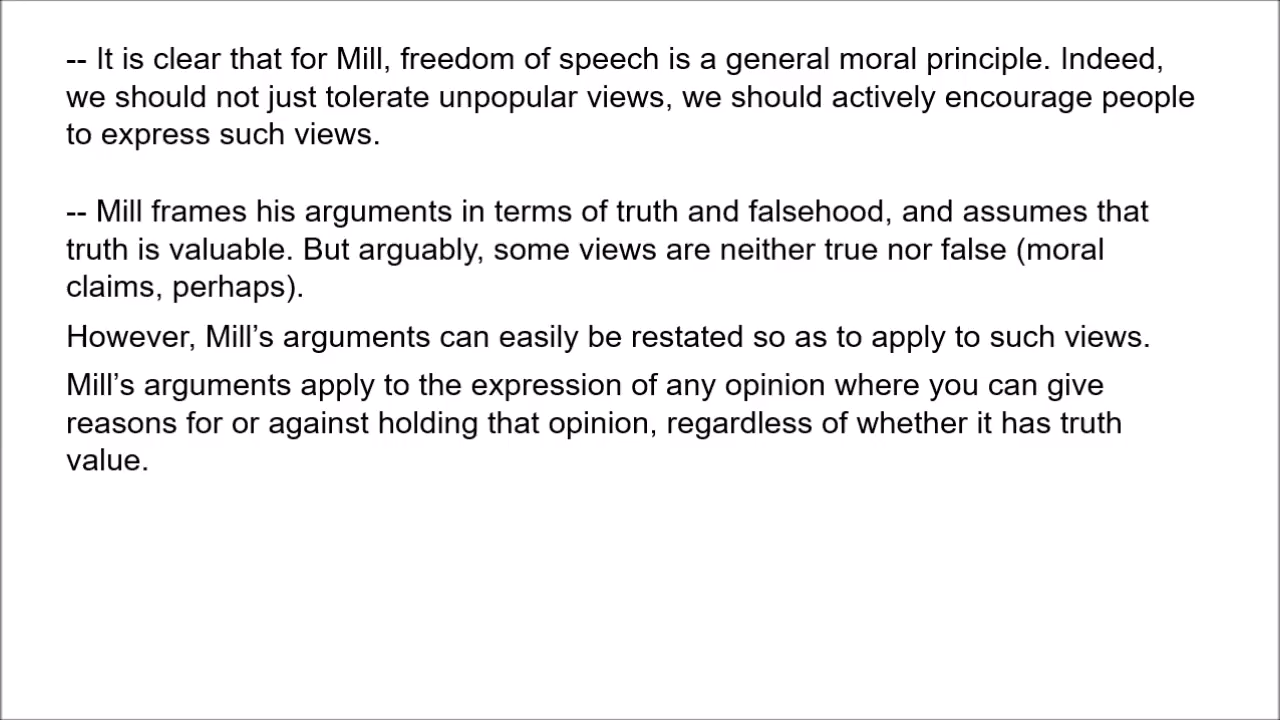 -- It is clear that for Mill, freedom of speech is a general moral principle. Indeed,
we should not just tolerate unpopular views, we should actively encourage people
to express such views.
-- Mill frames his arguments in terms of truth and falsehood, and assumes that
truth is valuable. But arguably, some views are neither true nor false (moral
claims, perhaps).
However, Mill’s arguments can easily be restated so as to apply to such views.
Mill’s arguments apply to the expression of any opinion where you can give
reasons for or against holding that opinion, regardless of whether it has truth
value.